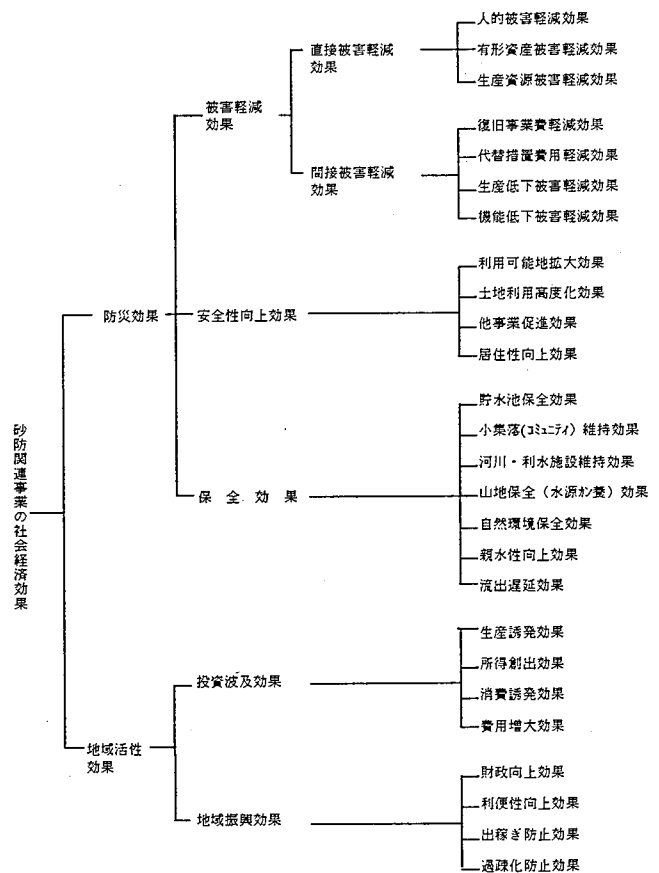 人的被害軽減効果
直接被害軽減
効果
有形資産被害軽減効果
生産資源被害軽減効果
被害軽減
効果
復旧事業費軽減効果
代替措置費用軽減効果
間接被害軽減
効果
生産低下被害軽減効果
機能低下被害軽減効果
利用可能地拡大効果
土地利用高度化効果
防災効果
安全性向上効果
他事業促進効果
居住性向上効果
貯水池保全効果
小集落(ｺﾐｭﾆﾃｨ)維持効果
河川・利水施設維持効果
保全効果
山地保全(水源ｶﾝ養)効果
自然環境保全効果
親水性向上効果
流出遅延効果
砂防関連事業の社会経済効果
生産誘発効果
所得創出効果
投資波及効果
消費誘発効果
費用増大効果
地域活性
効果
財政向上効果
利便性向上効果
地域振興効果
出稼ぎ防止効果
過疎化防止効果